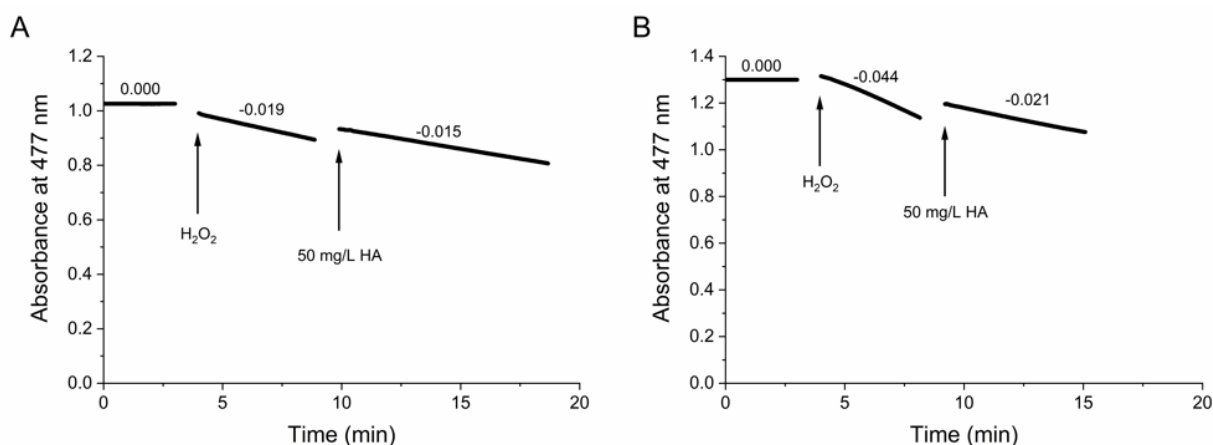 A
Absorbance at 477 nm
1.2
1.0
0.8
0.6
0.4
0.2
0.0
0.000
-0.019
-0.015
H₂O₂
50 mg/L HA
0 5 10 15 20
Time (min)
B
Absorbance at 477 nm
1.4
1.2
1.0
0.8
0.6
0.4
0.2
0.0
0.000
-0.044
-0.021
H₂O₂
50 mg/L HA
0 5 10 15 20
Time (min)